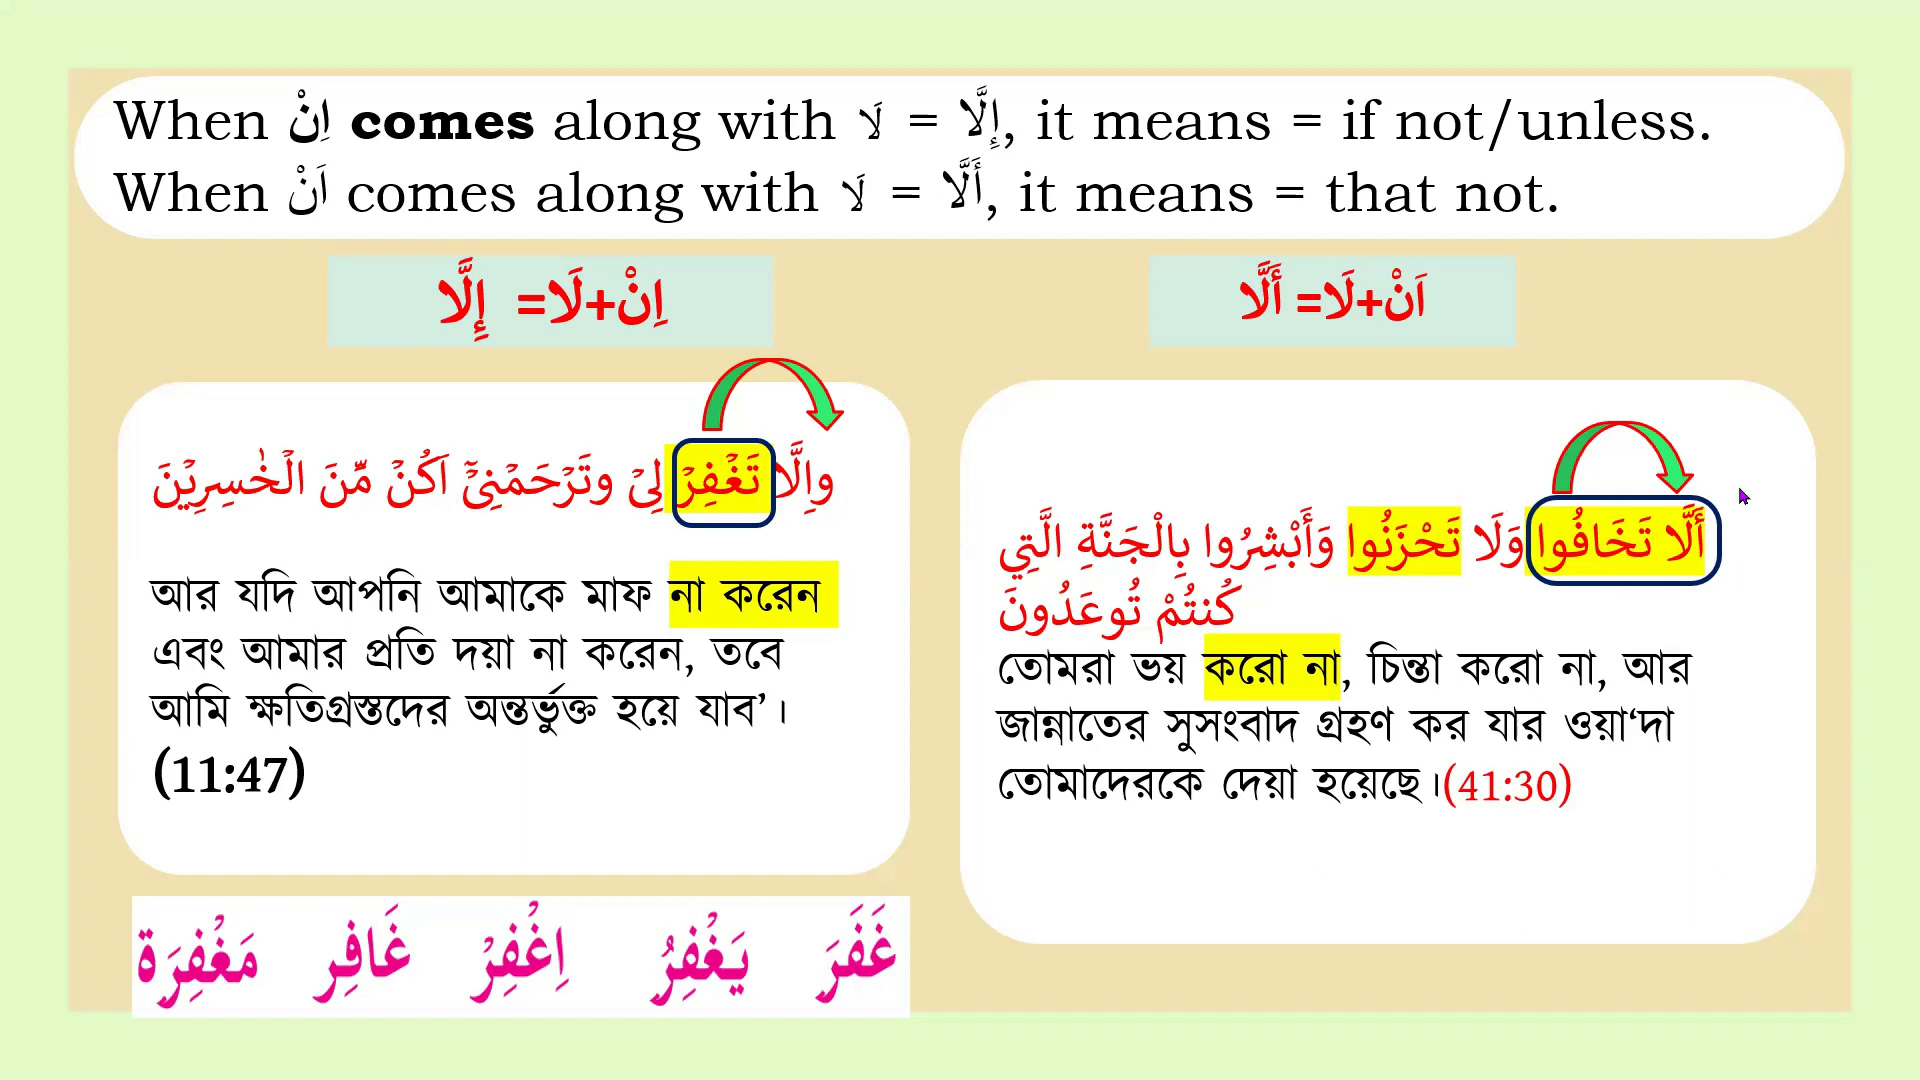 When اِنْ comes along with لَا = إِلَّا, it means = if not/unless.
When اَنْ comes along with لَا = أَلَّا, it means = that not.
اِنْ+لَا= إِلَّا
اَنْ+لَا= أَلَّا
واِلَّا تَغْفِرْ لِىْ وتَرْحَمْنِىْٓ اَكُنْ مِّنَ الْخٰسِرِيْنَ
আর যদি আপনি আমাকে মাফ না করেন
এবং আমার প্রতি দয়া না করেন, তবে
আমি ক্ষতিগ্রস্তদের অন্তর্ভুক্ত হয়ে যাব’।
(11:47)
أَلَّا تَخَافُوا وَلَا تَحْزَنُوا وَأَبْشِرُوا بِالْجَنَّةِ الَّتِي
كُنتُمْ تُوعَدُونَ
তোমরা ভয় করো না, চিন্তা করো না, আর
জান্নাতের সুসংবাদ গ্রহণ কর যার ওয়া‘দা
তোমাদেরকে দেয়া হয়েছে।(41:30)
غَفَرَ يَغْفِرُ اِغْفِرْ غَافِر مَغْفِرَة